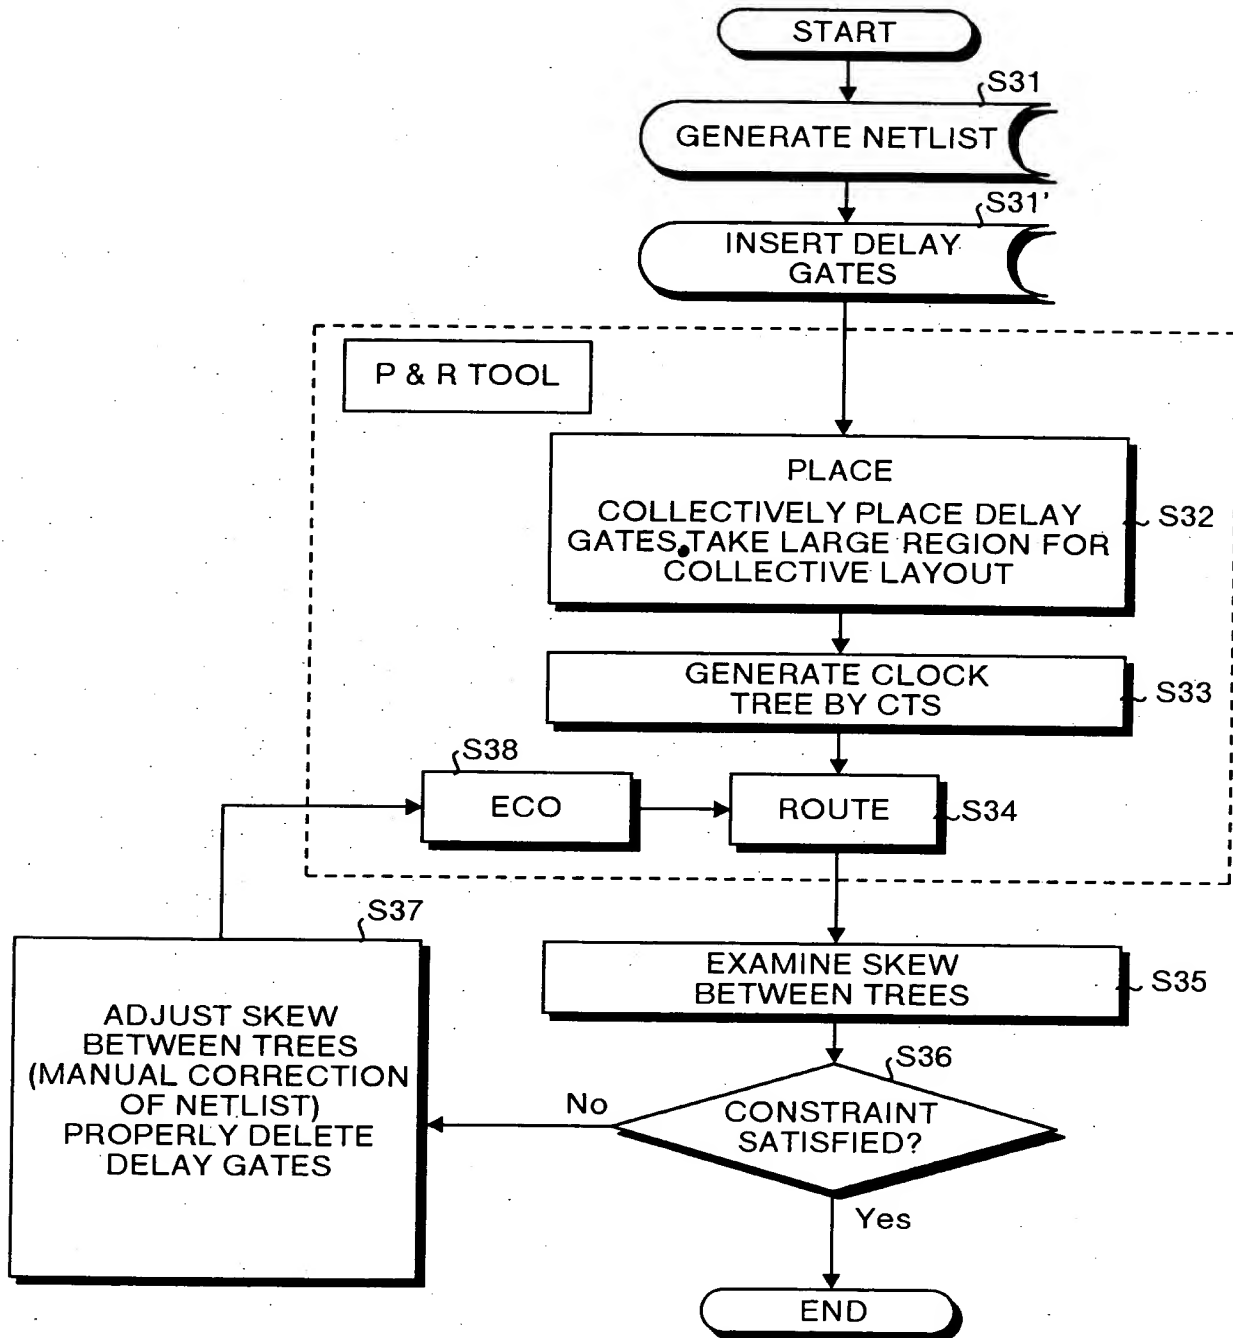 START
S31
GENERATE NETLIST
S31'
INSERT DELAY
GATES
P & R TOOL
PLACE
COLLECTIVELY PLACE DELAY
GATES, TAKE LARGE REGION FOR
COLLECTIVE LAYOUT
S32
GENERATE CLOCK
TREE BY CTS
S33
S38
ECO
ROUTE
S34
S37
ADJUST SKEW
BETWEEN TREES
(MANUAL CORRECTION
OF NETLIST)
PROPERLY DELETE
DELAY GATES
EXAMINE SKEW
BETWEEN TREES
S35
S36
CONSTRAINT
SATISFIED?
No
Yes
END